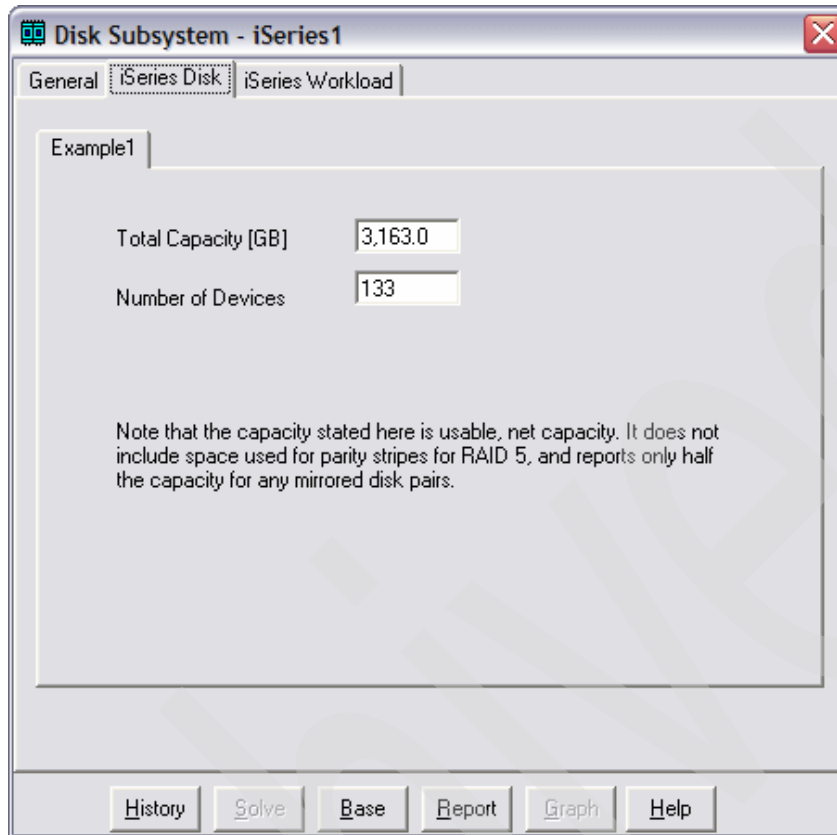 Disk Subsystem - iSeries1
General iSeries Disk iSeries Workload
Example1
Total Capacity [GB] 3,163.0
Number of Devices 133
Note that the capacity stated here is usable, net capacity. It does not
include space used for parity stripes for RAID 5, and reports only half
the capacity for any mirrored disk pairs.
History Solve Base Report Graph Help